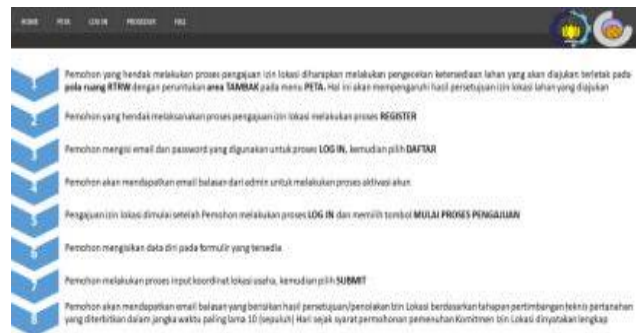 HOME PETA LOG IN PROSEDUR FAQ
1
Pemohon yang hendak melakukan proses pengajuan izin lokasi diharapkan melakukan pengecekan ketersediaan lahan yang akan diajukan terletak pada
pola ruang RTRW dengan peruntukan area TAMBAK pada menu PETA. Hal ini akan mempengaruhi hasil persetujuan izin lokasi lahan yang diajukan
2
Pemohon yang hendak melaksanakan proses pengajuan izin lokasi melakukan proses REGISTER
3
Pemohon mengisi email dan password yang digunakan untuk proses LOG IN, kemudian pilih DAFTAR
4
Pemohon akan mendapatkan email balasan dari admin untuk melakukan proses aktivasi akun
5
Pengajuan izin lokasi dimulai setelah Pemohon melakukan proses LOG IN dan memilih tombol MULAI PROSES PENGAJUAN
6
Pemohon mengisikan data diri pada formulir yang tersedia
7
Pemohon melakukan proses input koordinat lokasi usaha, kemudian pilih SUBMIT
8
Pemohon akan mendapatkan email balasan yang berisikan hasil persetujuan/penolakan Izin Lokasi berdasarkan tahapan pertimbangan teknis pertanahan
yang diterbitkan dalam jangka waktu paling lama 10 (sepuluh) Hari sejak syarat permohonan pemenuhan Komitmen Izin Lokasi dinyatakan lengkap